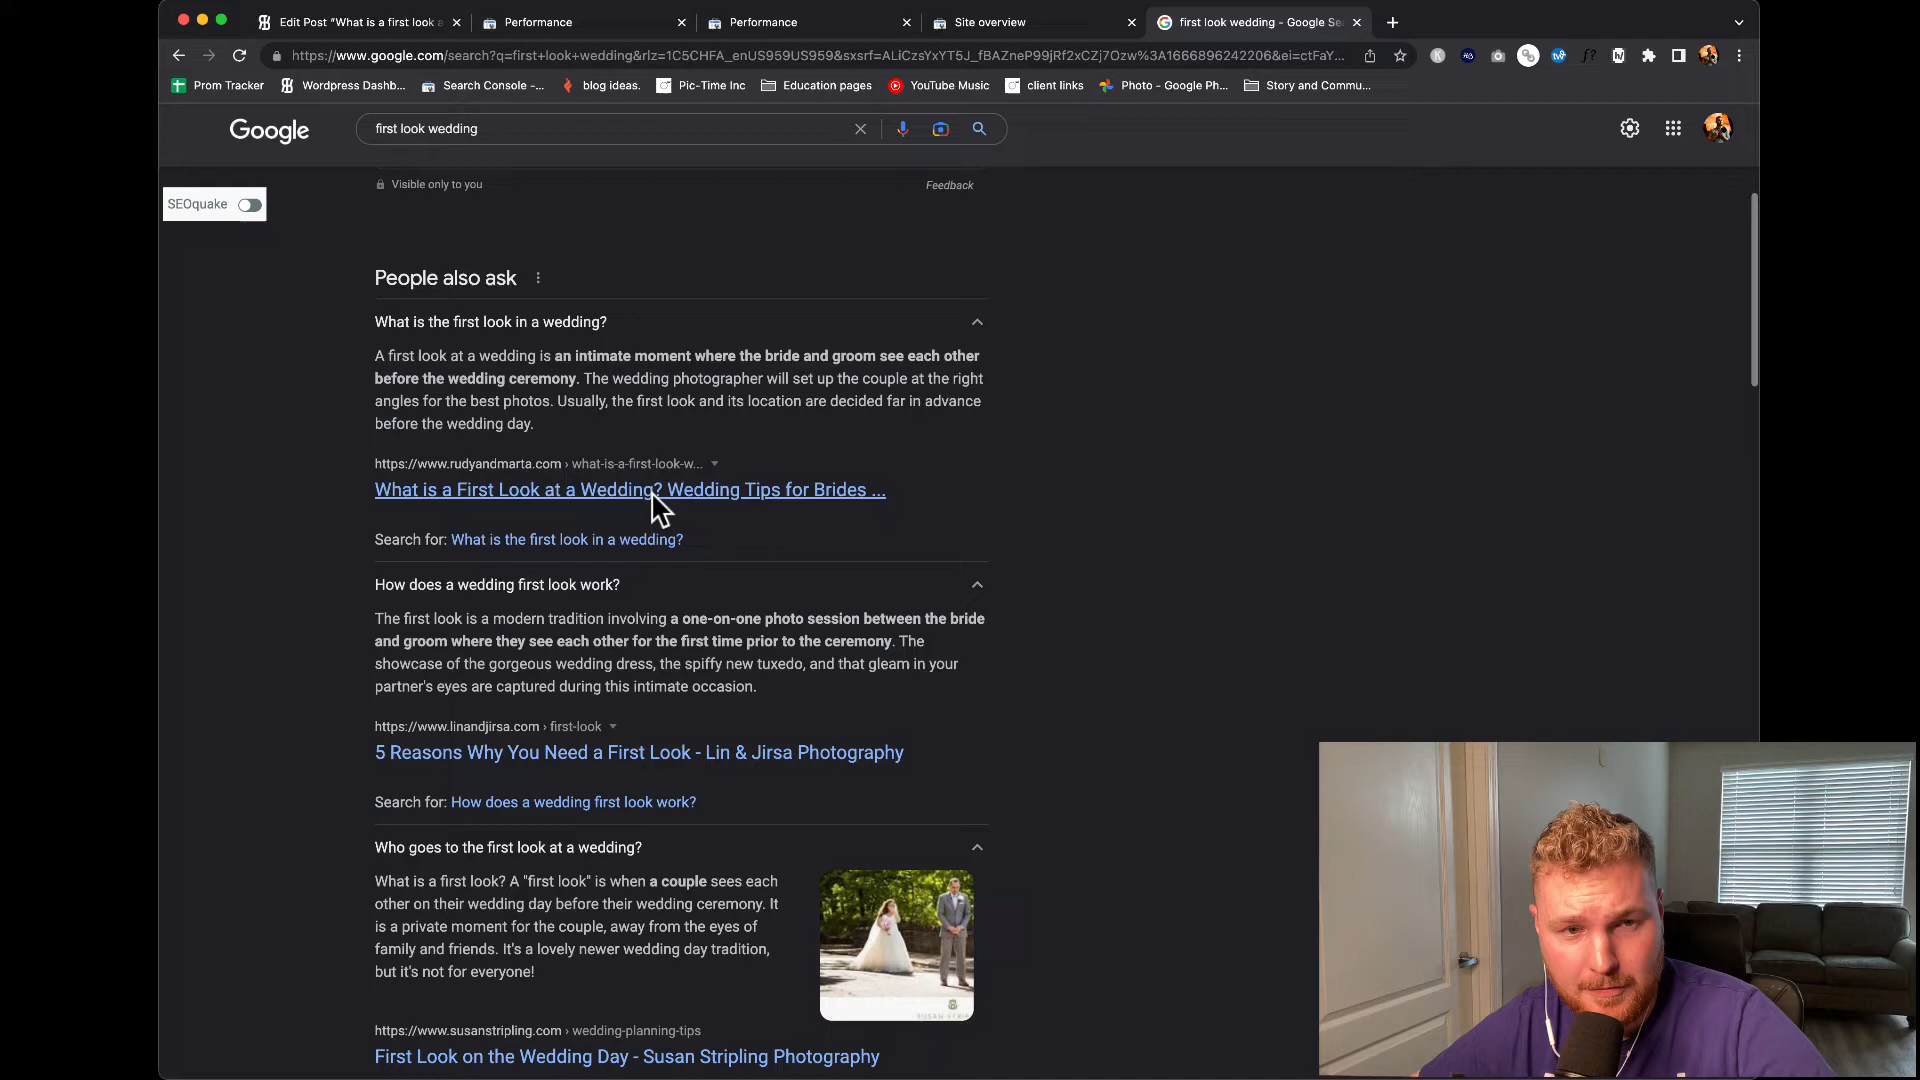 Edit Post "What is a first look a
Performance
Performance
Site overview
first look wedding - Google Se
https://www.google.com/search?q=first+look+wedding&rlz=1C5CHFA_enUS959US959&sxsrf=ALiCzsYxYT5J_fBAZneP99jRf2xCZj7Ozw%3A1666896242206&ei=ctFaY...
Prom Tracker
Wordpress Dashb...
Search Console -...
blog ideas.
Pic-Time Inc
Education pages
YouTube Music
client links
Photo - Google Ph...
Story and Commu...
Google
first look wedding
Visible only to you
Feedback
SEOquake
People also ask
What is the first look in a wedding?
A first look at a wedding is an intimate moment where the bride and groom see each other
before the wedding ceremony. The wedding photographer will set up the couple at the right
angles for the best photos. Usually, the first look and its location are decided far in advance
before the wedding day.
https://www.rudyandmarta.com › what-is-a-first-look-w...
What is a First Look at a Wedding? Wedding Tips for Brides ...
Search for: What is the first look in a wedding?
How does a wedding first look work?
The first look is a modern tradition involving a one-on-one photo session between the bride
and groom where they see each other for the first time prior to the ceremony. The
showcase of the gorgeous wedding dress, the spiffy new tuxedo, and that gleam in your
partner's eyes are captured during this intimate occasion.
https://www.linandjirsa.com › first-look
5 Reasons Why You Need a First Look - Lin & Jirsa Photography
Search for: How does a wedding first look work?
Who goes to the first look at a wedding?
What is a first look? A "first look" is when a couple sees each
other on their wedding day before their wedding ceremony. It
is a private moment for the couple, away from the eyes of
family and friends. It's a lovely newer wedding day tradition,
but it's not for everyone!
https://www.susanstripling.com › wedding-planning-tips
First Look on the Wedding Day - Susan Stripling Photography